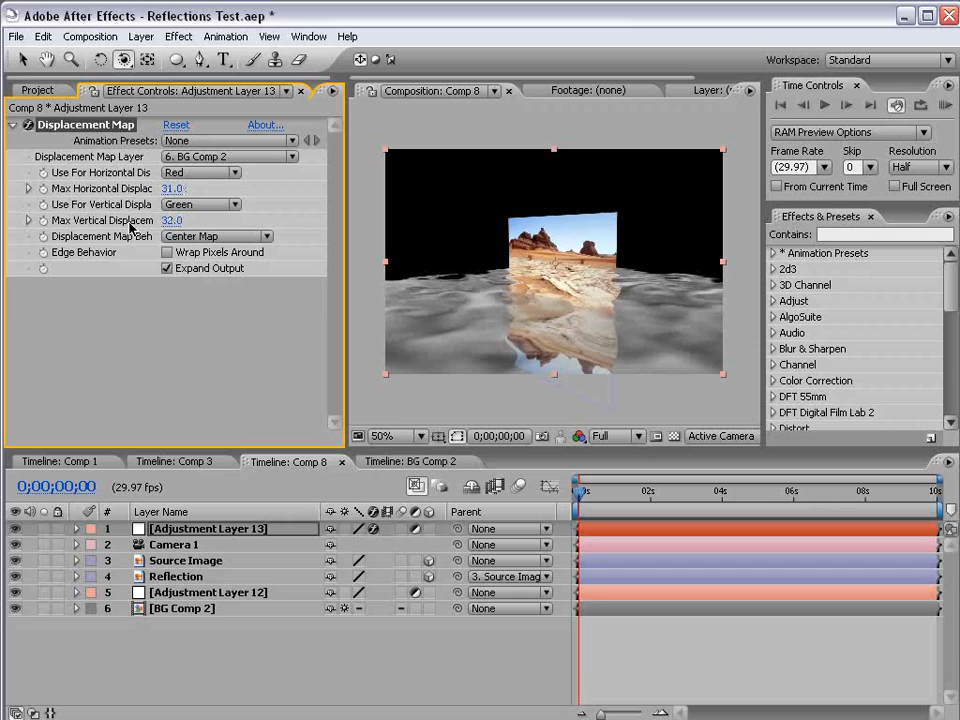 Adobe After Effects - Reflections Test.aep *
File Edit Composition Layer Effect Animation View Window Help
Workspace: Standard
Project Effect Controls: Adjustment Layer 13
Comp 8 * Adjustment Layer 13
Displacement Map Reset About...
Animation Presets: None
Displacement Map Layer 6. BG Comp 2
Use For Horizontal Dis Red
Max Horizontal Displac 31.0
Use For Vertical Displa Green
Max Vertical Displacem 32.0
Displacement Map Beh Center Map
Edge Behavior Wrap Pixels Around
Expand Output
Composition: Comp 8 Footage: (none) Layer: (
50% 0;00;00;00 Full Active Camera
Time Controls
RAM Preview Options
Frame Rate Skip Resolution
(29.97) 0 Half
From Current Time Full Screen
Effects & Presets
Contains:
* Animation Presets
2d3
3D Channel
Adjust
AlgoSuite
Audio
Blur & Sharpen
Channel
Color Correction
DFT 55mm
DFT Digital Film Lab 2
Distort
Timeline: Comp 1 Timeline: Comp 3 Timeline: Comp 8 Timeline: BG Comp 2
0;00;00;00 (29.97 fps)
02s 04s 06s 08s 10s
# Layer Name Parent
1 [Adjustment Layer 13] None
2 Camera 1 None
3 Source Image None
4 Reflection 3. Source Imag
5 [Adjustment Layer 12] None
6 [BG Comp 2] None